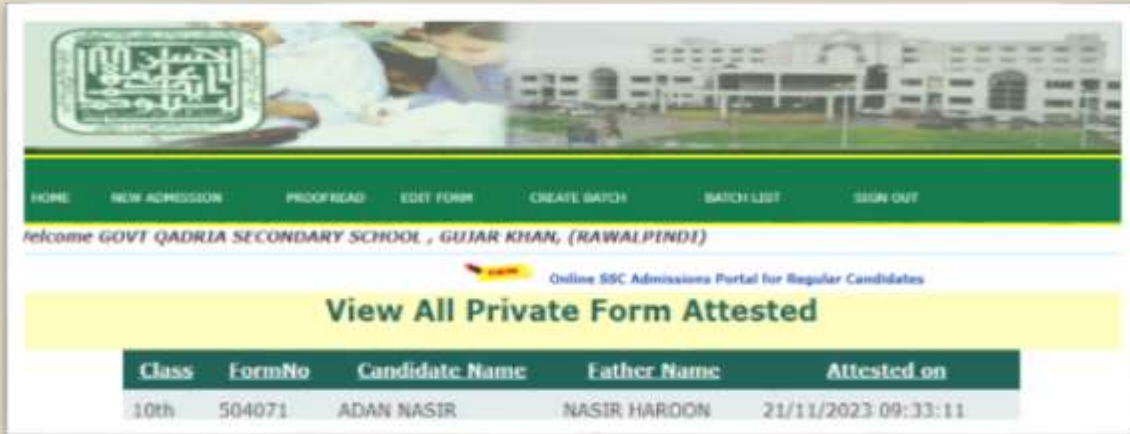 HOME NEW ADMISSION PROOFREAD EDIT FORM CREATE BATCH BATCH LIST SIGN OUT
Welcome GOVT QADRIA SECONDARY SCHOOL , GUJAR KHAN, (RAWALPINDI)
NEW Online SSC Admissions Portal for Regular Candidates
View All Private Form Attested
Class FormNo Candidate Name Father Name Attested on
10th 504071 ADAN NASIR NASIR HAROON 21/11/2023 09:33:11